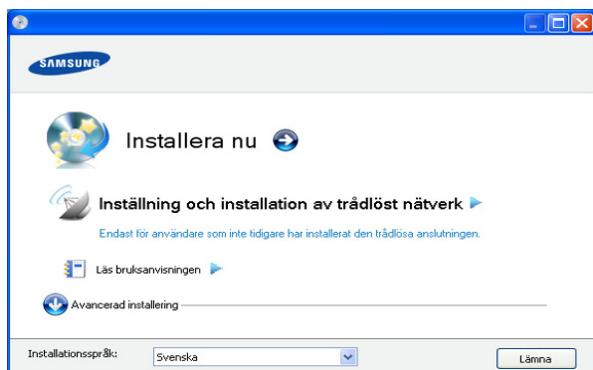 SAMSUNG
Installera nu
Inställning och installation av trådlöst nätverk
Endast för användare som inte tidigare har installerat den trådlösa anslutningen.
Läs bruksanvisningen
Avancerad installering
Installationsspråk: Svenska Lämna